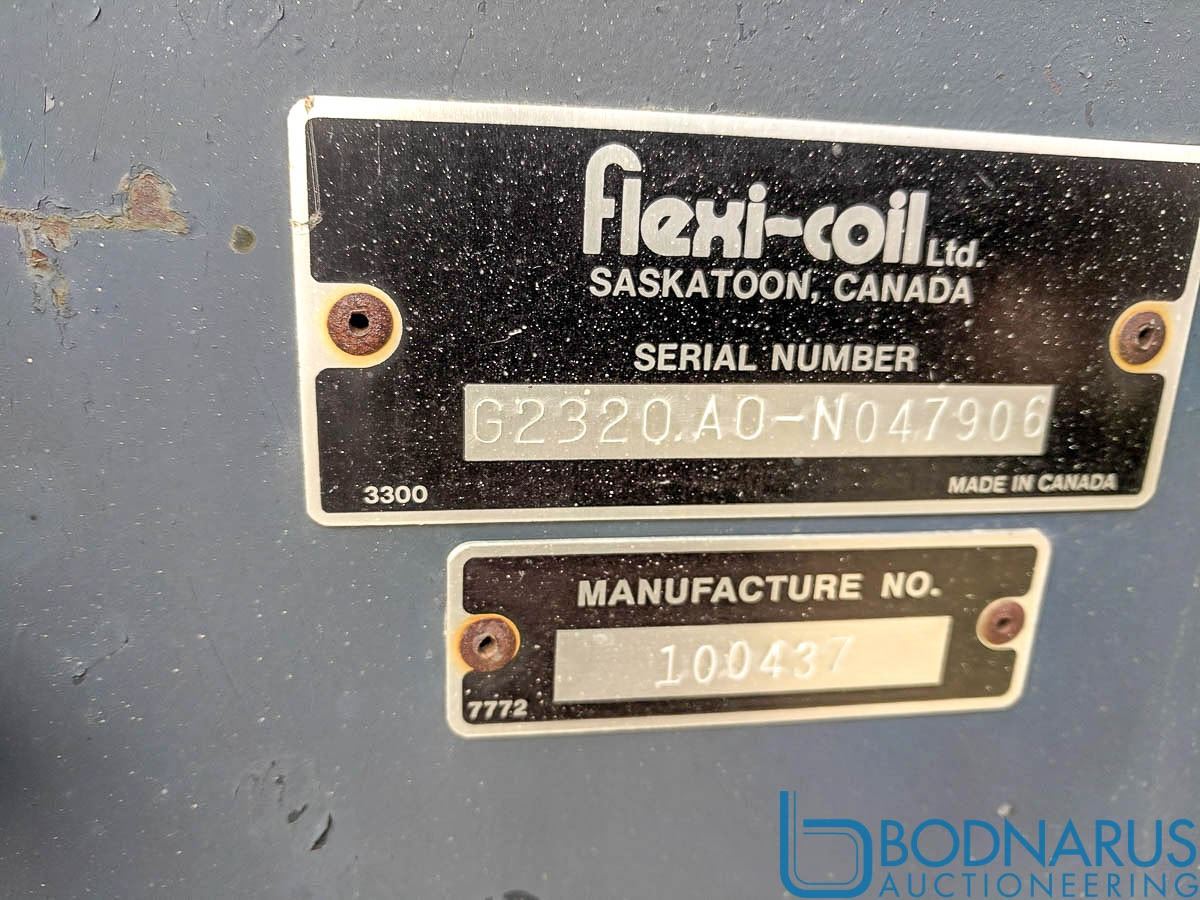 flexi-coil Ltd.
SASKATOON, CANADA
SERIAL NUMBER
G2320.A0-N047906
3300
MADE IN CANADA
MANUFACTURE NO.
100437
7772
BODNARUS
AUCTIONEERING